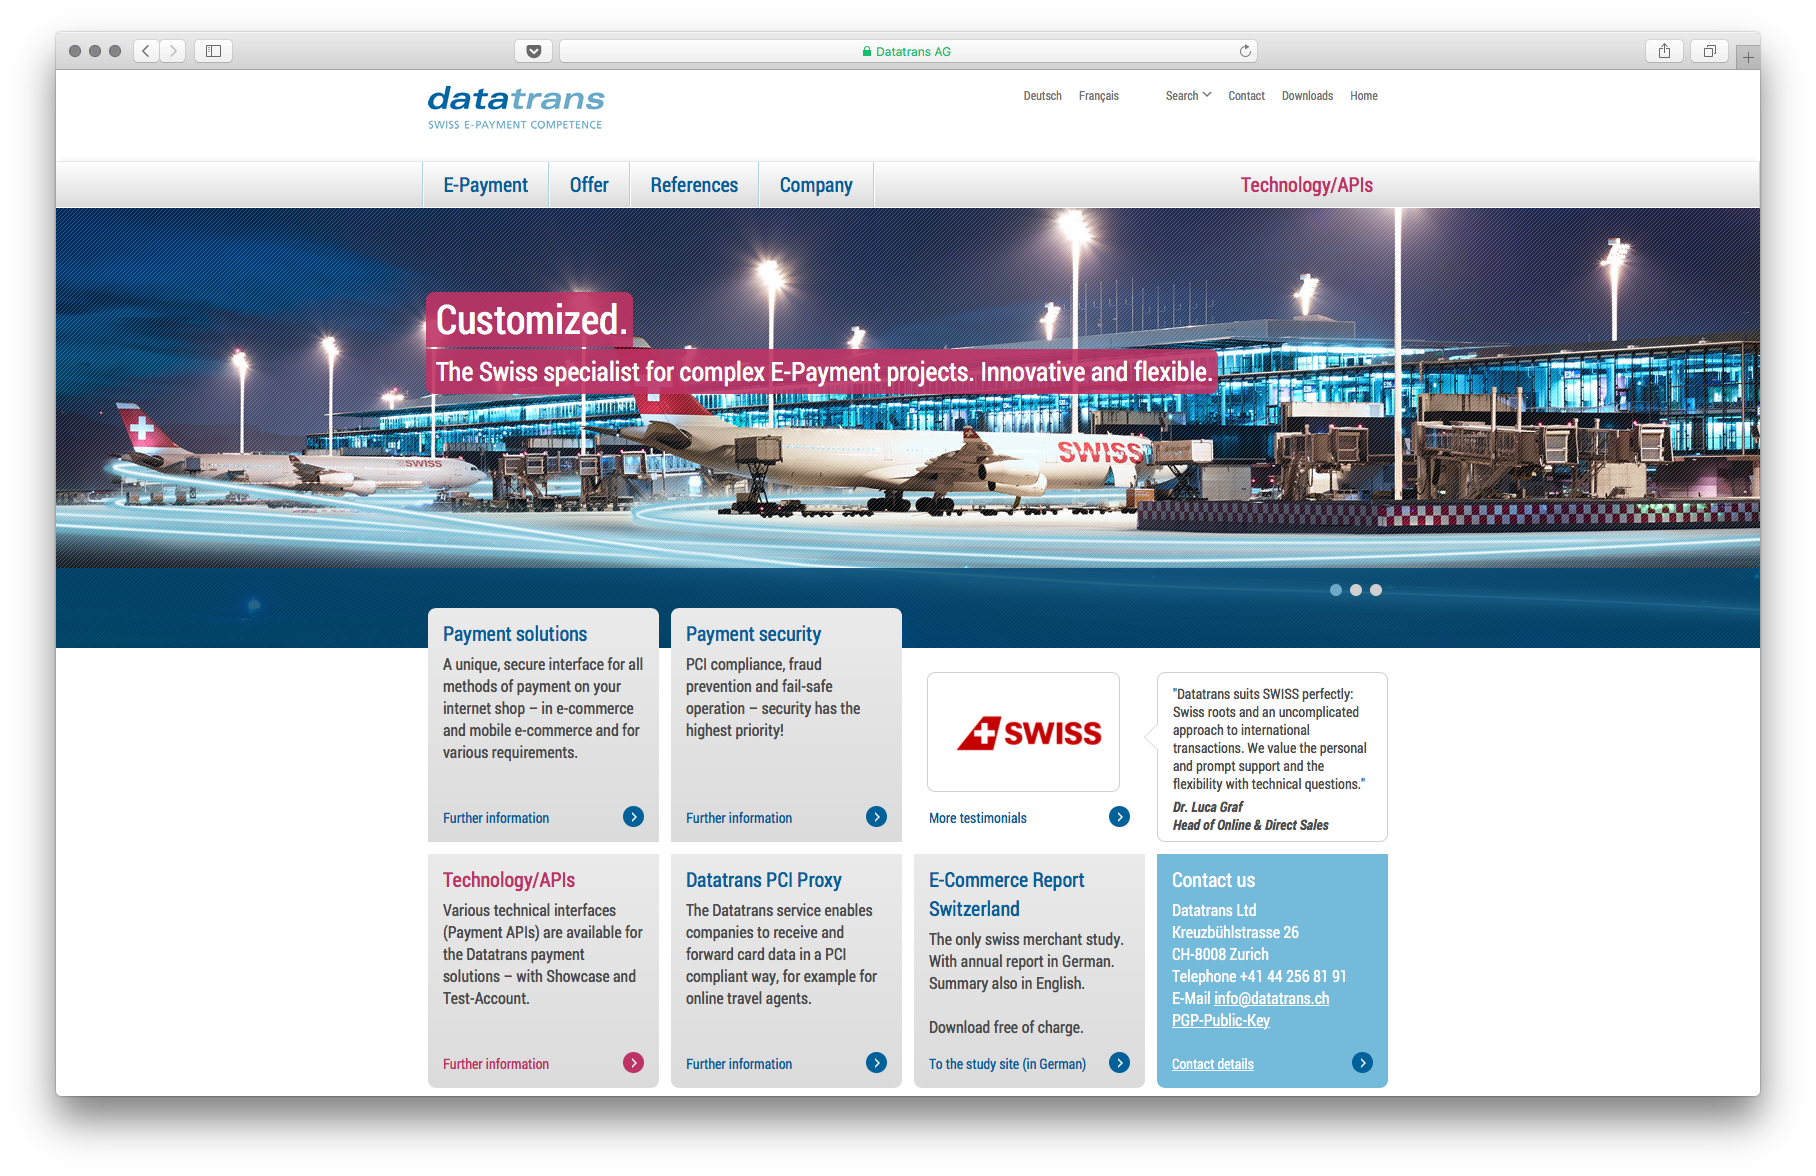 Datatrans AG
datatrans
SWISS E-PAYMENT COMPETENCE
Deutsch Français Search Contact Downloads Home
E-Payment Offer References Company Technology/APIs
Customized.
The Swiss specialist for complex E-Payment projects. Innovative and flexible.
SWISS
SWISS
Payment solutions
A unique, secure interface for all
methods of payment on your
internet shop – in e-commerce
and mobile e-commerce and for
various requirements.
Further information
Payment security
PCI compliance, fraud
prevention and fail-safe
operation – security has the
highest priority!
Further information
SWISS
More testimonials
"Datatrans suits SWISS perfectly:
Swiss roots and an uncomplicated
approach to international
transactions. We value the personal
and prompt support and the
flexibility with technical questions."
Dr. Luca Graf
Head of Online & Direct Sales
Technology/APIs
Various technical interfaces
(Payment APIs) are available for
the Datatrans payment
solutions – with Showcase and
Test-Account.
Further information
Datatrans PCI Proxy
The Datatrans service enables
companies to receive and
forward card data in a PCI
compliant way, for example for
online travel agents.
Further information
E-Commerce Report
Switzerland
The only swiss merchant study.
With annual report in German.
Summary also in English.
Download free of charge.
To the study site (in German)
Contact us
Datatrans Ltd
Kreuzbühlstrasse 26
CH-8008 Zurich
Telephone +41 44 256 81 91
E-Mail info@datatrans.ch
PGP-Public-Key
Contact details